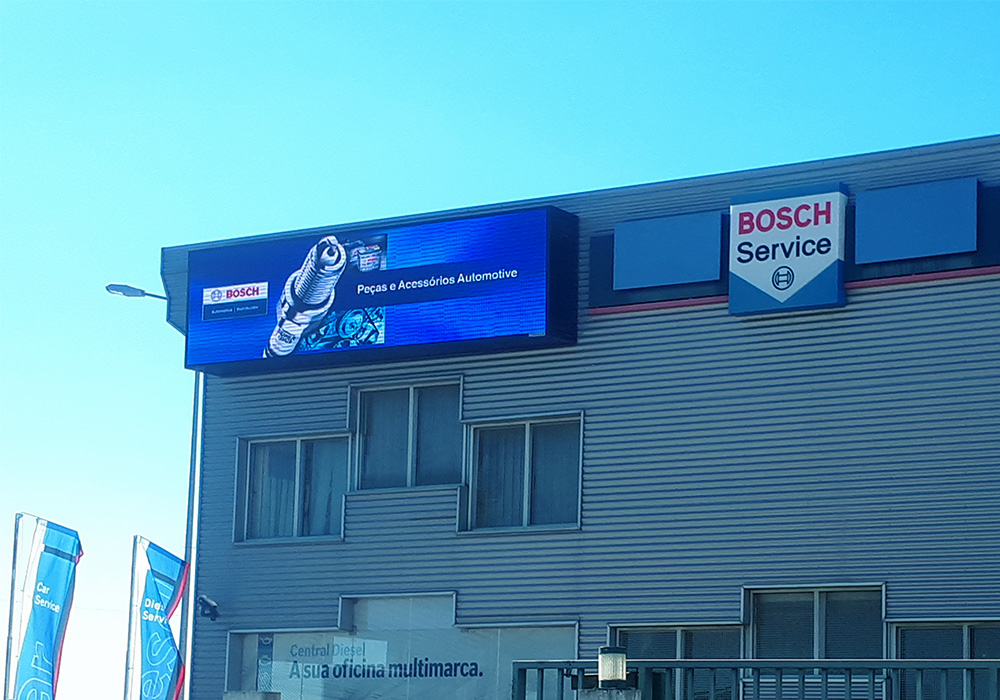 BOSCH
Peças e Acessórios Automotive
BOSCH
Service
Car
Service
Central Diesel
A sua oficina multimarca.